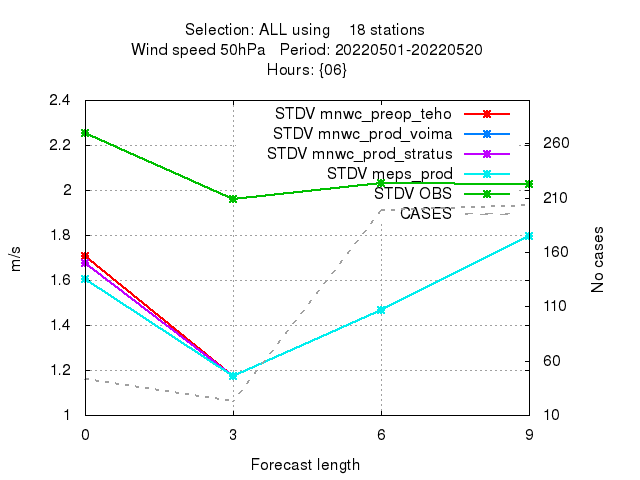 Selection: ALL using 18 stations
Wind speed 50hPa Period: 20220501-20220520
Hours: {06}
STDV mnwc_preop_teho
STDV mnwc_prod_voima
STDV mnwc_prod_stratus
STDV meps_prod
STDV OBS
CASES
2.4
2.2
2
1.8
1.6
1.4
1.2
1
m/s
260
210
160
110
60
10
No cases
0 3 6 9
Forecast length